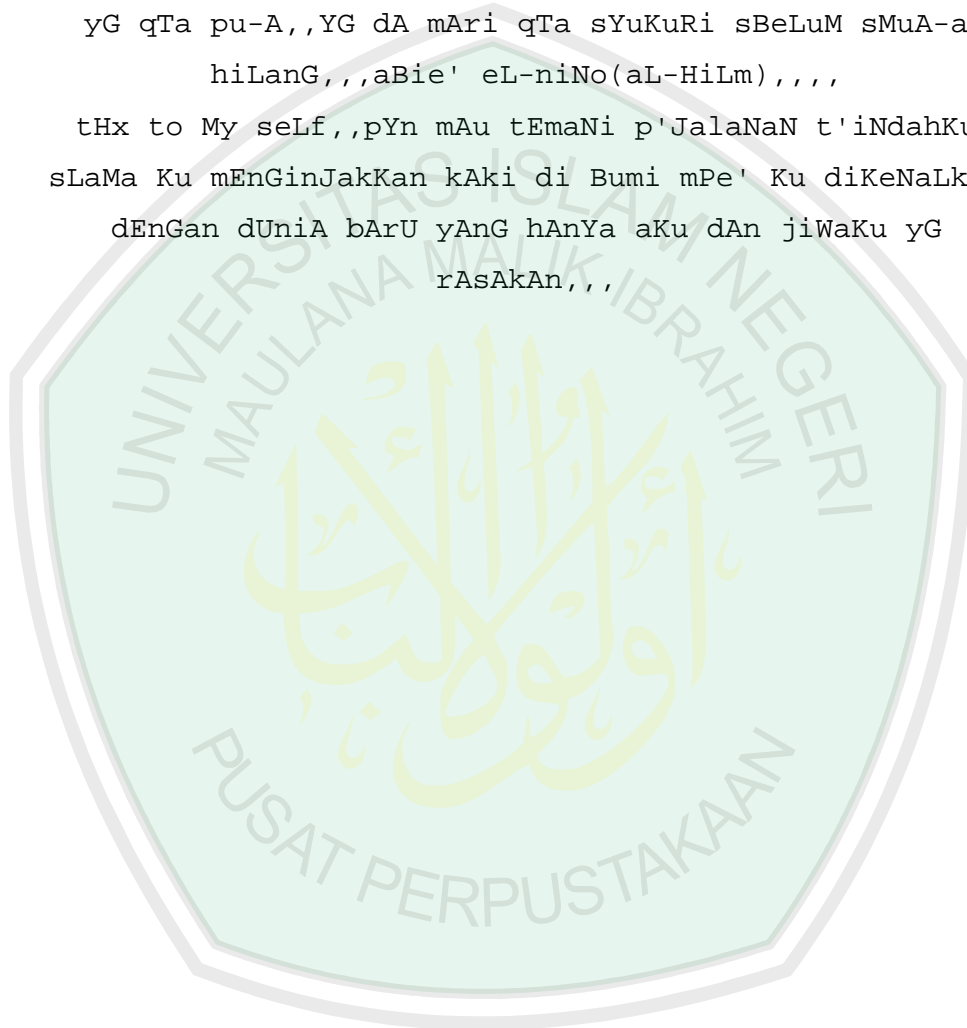 yG qTa pu-A,,YG dA mAri qTa sYuKuRi sBeLuM sMuA-a
hiLanG,,,aBie' eL-niNo(aL-HiLm),,,,
tHx to My seLf,,pYn mAu tEmaNi p'JalaNaN t'iNdahKu
sLaMa Ku mEnGinJakKan kAki di Bumi mPe' Ku diKeNaLk
dEnGan dUniA bArU yAnG hAnYa aKu dAn jiWaKu yG
rAsAkAn,,,
UNIVERSITAS ISLAM NEGERI
MAULANA MALIK IBRAHIM
PUSAT PERPUSTAKAAN